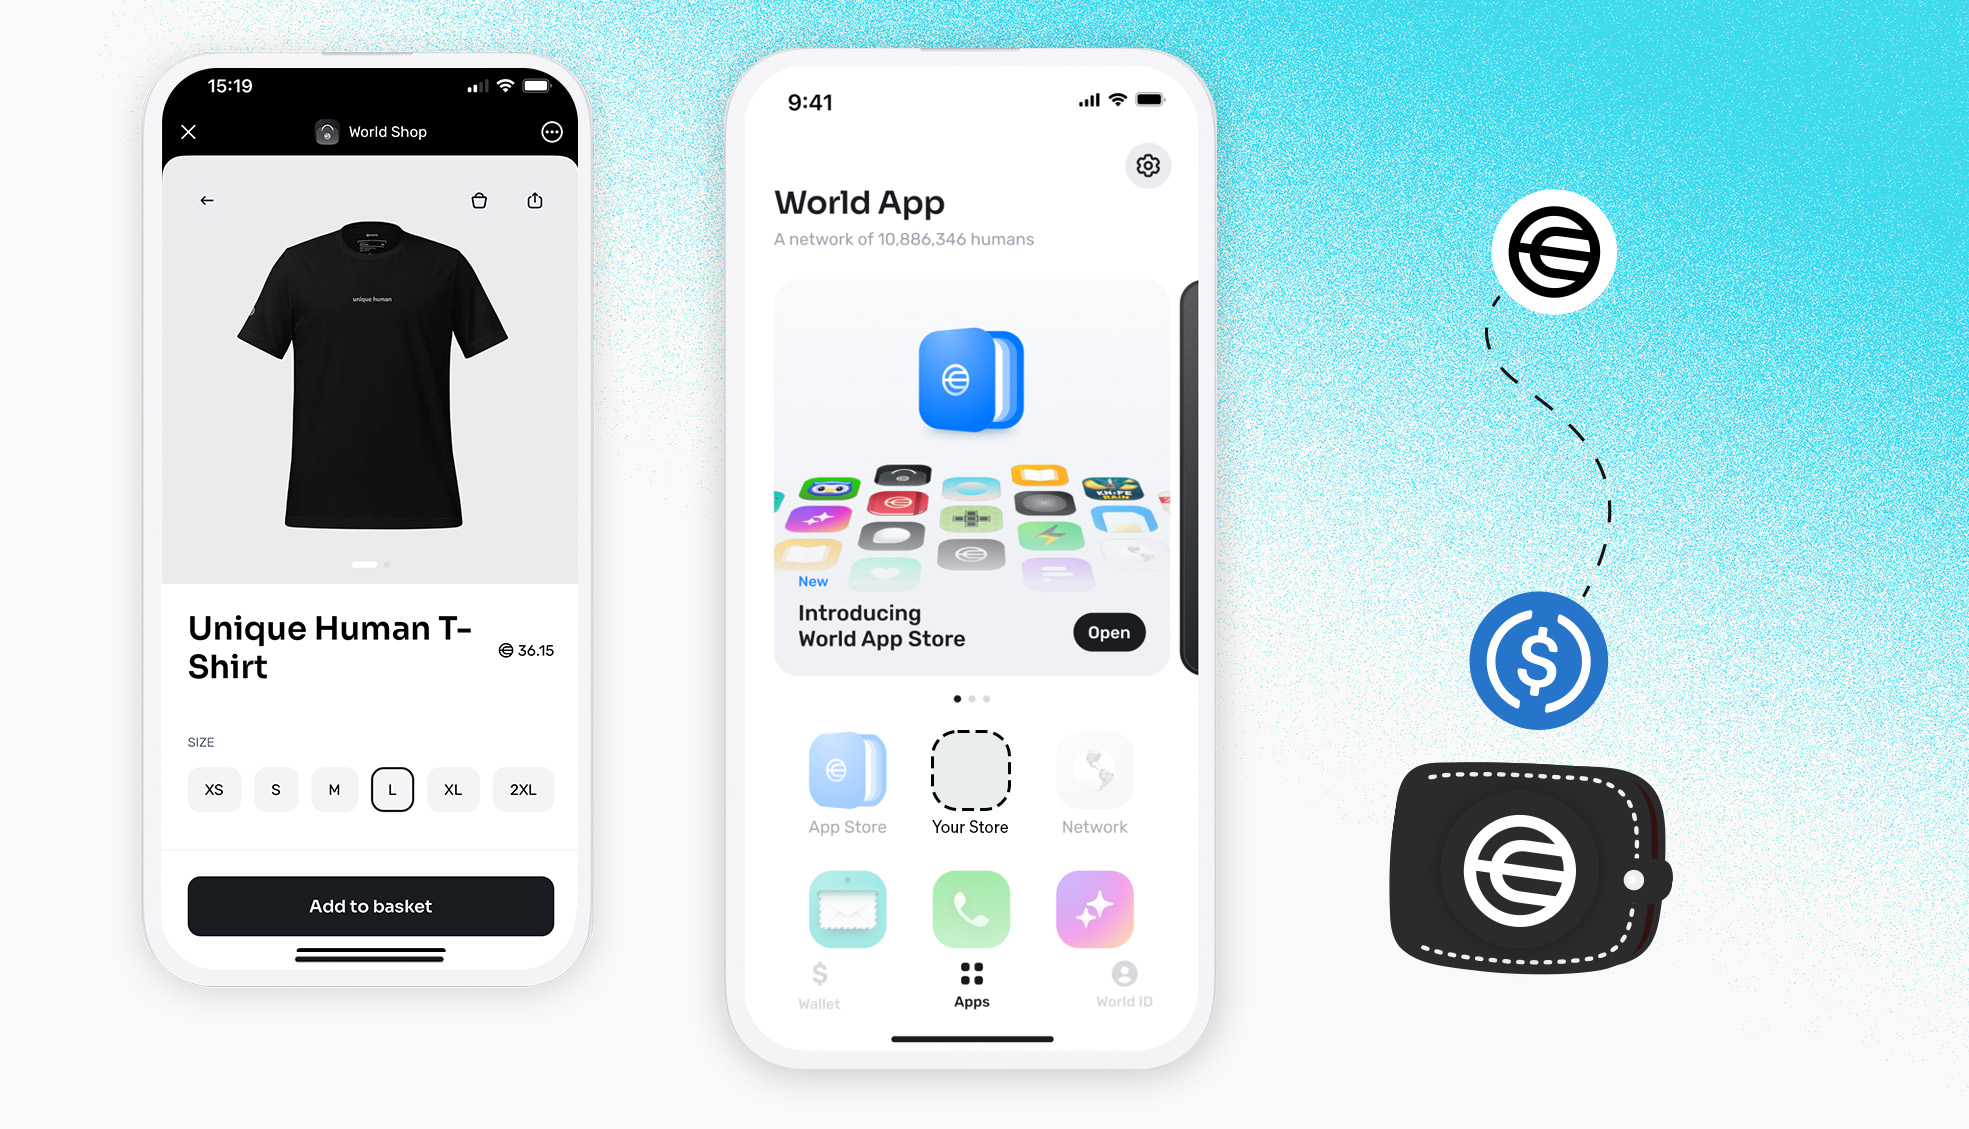 15:19
World Shop
unique human
Unique Human T-
Shirt
36.15
SIZE
XS S M L XL 2XL
Add to basket
9:41
World App
A network of 10,886,346 humans
KNIFE
RAIN
New
Introducing
World App Store
Open
App Store
Your Store
Network
Wallet
Apps
World ID